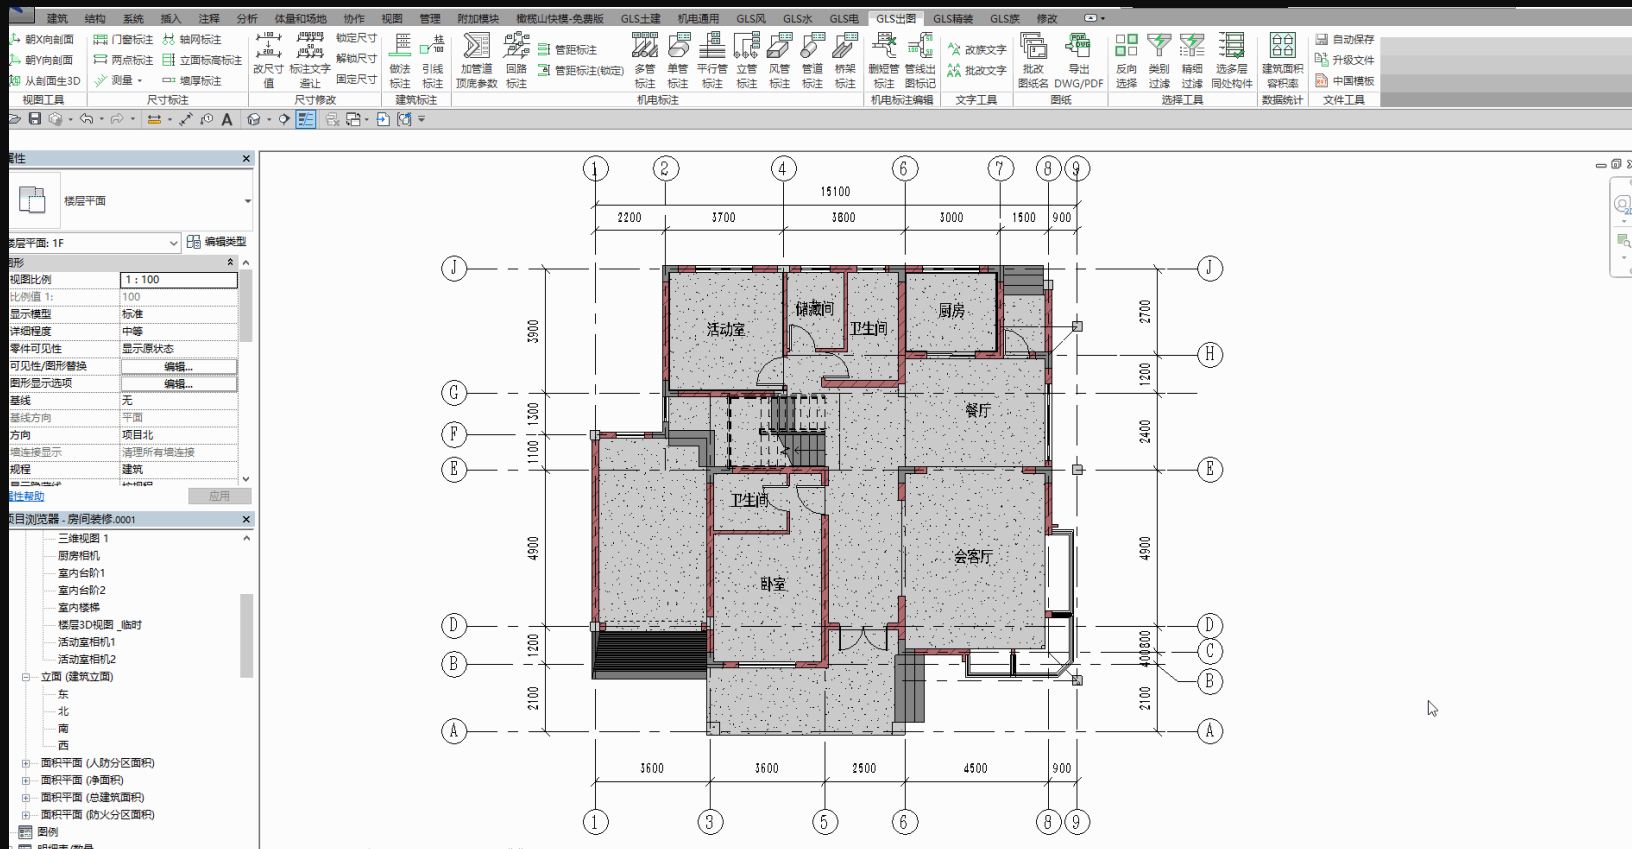 建筑 结构 系统 插入 注释 分析 体量和场地 协作 视图 管理 附加模块 橄榄山快模-免费版 GLS土建 机电通用 GLS风 GLS水 GLS电 GLS出图 GLS精装 GLS族 修改
朝X向剖面 门窗标注 轴网标注 锁定尺寸 管距标注 改族文字 自动保存
朝Y向剖面 两点标注 立面标高标注 解锁尺寸 管距标注(锁定) 批改文字 升级文件
从剖面生3D 测量 墙厚标注 固定尺寸 中国模板
改尺寸值 标注文字避让 做法标注 引线标注 加管道顶底参数 回路标注 多管标注 单管标注 平行管标注 立管标注 风管标注 管道标注 桥架标注 删短管标注 管线出图标记 批改图纸名 导出DWG/PDF 反向选择 类别过滤 精细过滤 选多层同处构件 建筑面积容积率
视图工具 尺寸标注 尺寸修改 建筑标注 机电标注 机电标注编辑 文字工具 图纸 选择工具 数据统计 文件工具
属性
楼层平面
楼层平面: 1F 编辑类型
图形
视图比例 1 : 100
比例值 1: 100
显示模型 标准
详细程度 中等
零件可见性 显示原状态
可见性/图形替换 编辑...
图形显示选项 编辑...
基线 无
基线方向 平面
方向 项目北
墙连接显示 清理所有墙连接
规程 建筑
显示隐藏线 按规程
属性帮助 应用
项目浏览器 - 房间装修.0001
三维视图 1
厨房相机
室内台阶1
室内台阶2
室内楼梯
楼层3D视图 _临时
活动室相机1
活动室相机2
立面 (建筑立面)
东
北
南
西
面积平面 (人防分区面积)
面积平面 (净面积)
面积平面 (总建筑面积)
面积平面 (防火分区面积)
图例
明细表/数量
1 2 4 6 7 8 9
15100
2200 3700 3800 3000 1500 900
J J
3900 2700
活动室 储藏间 卫生间 厨房
H
1200
G
1300 餐厅 2400
F
1100
E E
卫生间
4900 4900
会客厅
卧室
D D
1200 800
C
400
B B
2100 2100
A A
3600 3600 2500 4500 900
1 3 5 6 8 9